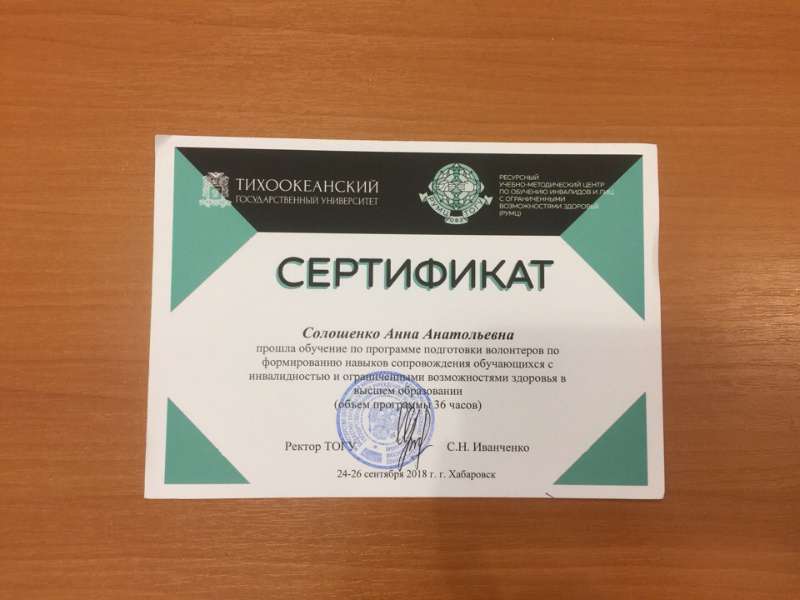 ТИХООКЕАНСКИЙ
ГОСУДАРСТВЕННЫЙ УНИВЕРСИТЕТ
РУМЦ ТОГУ
РЕСУРСНЫЙ
УЧЕБНО-МЕТОДИЧЕСКИЙ ЦЕНТР
ПО ОБУЧЕНИЮ ИНВАЛИДОВ И ЛИЦ
С ОГРАНИЧЕННЫМИ
ВОЗМОЖНОСТЯМИ ЗДОРОВЬЯ
(РУМЦ)
СЕРТИФИКАТ
Солошенко Анна Анатольевна
прошла обучение по программе подготовки волонтеров по
формированию навыков сопровождения обучающихся с
инвалидностью и ограниченными возможностями здоровья в
высшем образовании
(объем программы 36 часов)
Ректор ТОГУ
С.Н. Иванченко
24-26 сентября 2018 г. г. Хабаровск